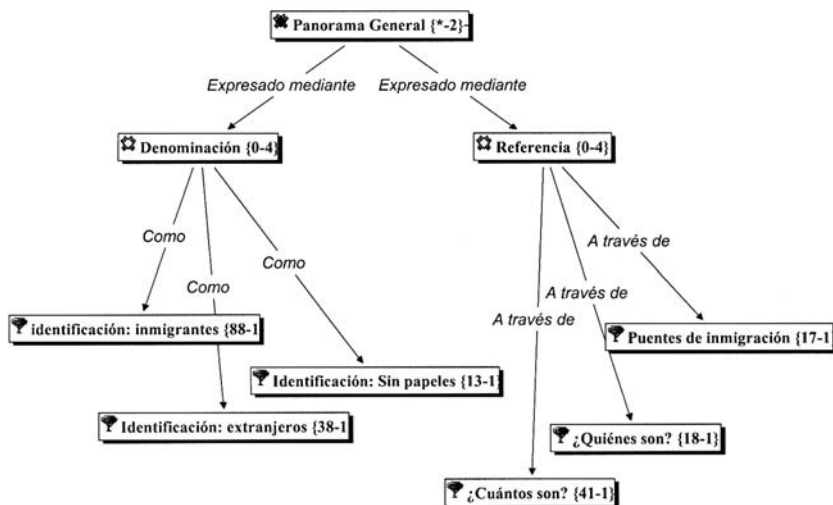 Panorama General {*-2}-
Expresado mediante
Expresado mediante
Denominación {0-4}
Referencia {0-4}
Como
Como
Como
A través de
A través de
A través de
identificación: inmigrantes {88-1
Puentes de inmigración {17-1}
Identificación: Sin papeles {13-1}
Identificación: extranjeros {38-1
¿Quiénes son? {18-1}
¿Cuántos son? {41-1}